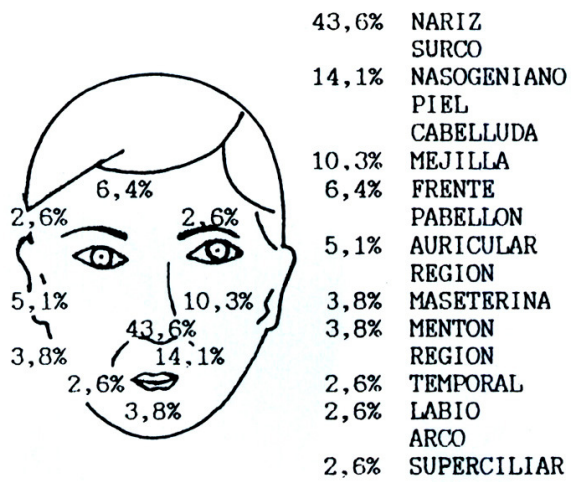 43,6% NARIZ
SURCO
14,1% NASOGENIANO
PIEL
CABELLUDA
10,3% MEJILLA
6,4% FRENTE
PABELLON
5,1% AURICULAR
REGION
3,8% MASETERINA
3,8% MENTON
REGION
2,6% TEMPORAL
2,6% LABIO
ARCO
2,6% SUPERCILIAR
6,4%
2,6% 2,6%
5,1% 10,3%
43,6%
3,8% 14,1%
2,6%
3,8%